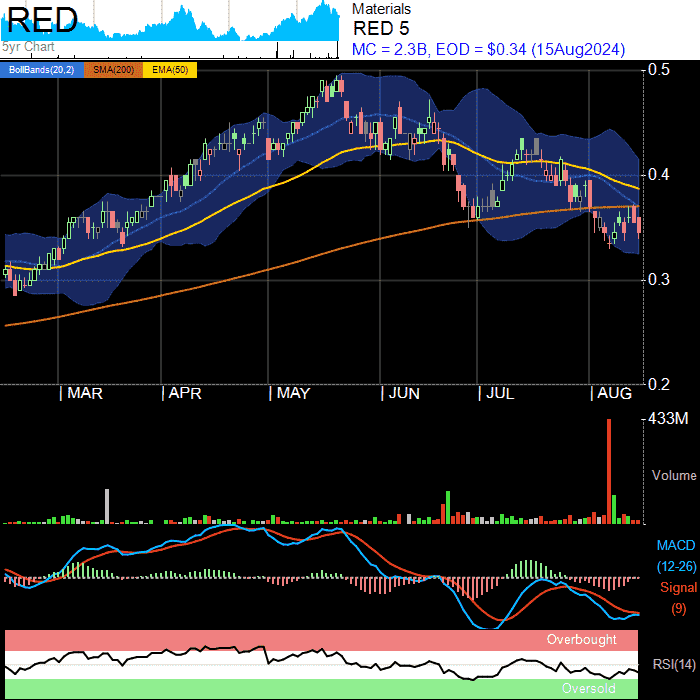 RED
5yr Chart
Materials
RED 5
MC = 2.3B, EOD = $0.34 (15Aug2024)
BollBands(20,2) SMA(200) EMA(50)
0.5
0.4
0.3
0.2
| MAR | APR | MAY | JUN | JUL | AUG
433M
Volume
MACD
(12-26)
Signal
(9)
Overbought
RSI(14)
Oversold